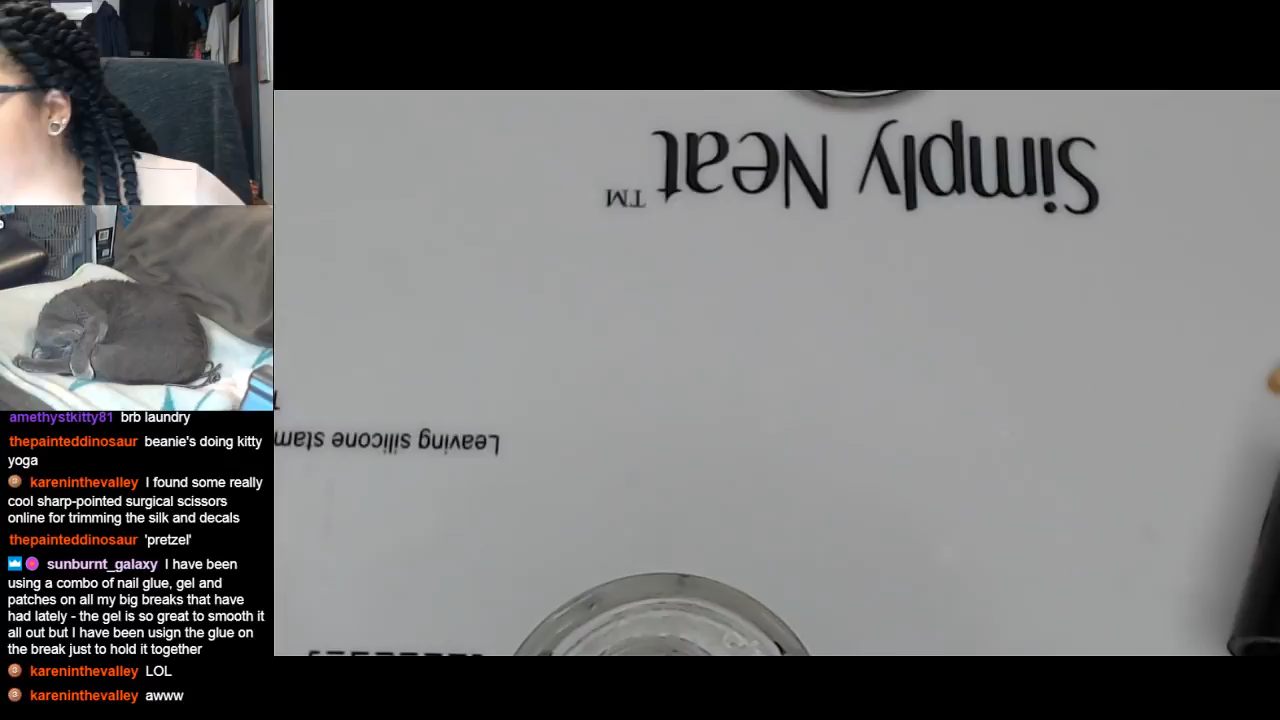 Simply Neat™
Leaving silicone stam
amethystkitty81 brb laundry
thepainteddinosaur beanie's doing kitty
yoga
kareninthevalley I found some really
cool sharp-pointed surgical scissors
online for trimming the silk and decals
thepainteddinosaur 'pretzel'
sunburnt_galaxy I have been
using a combo of nail glue, gel and
patches on all my big breaks that have
had lately - the gel is so great to smooth it
all out but I have been usign the glue on
the break just to hold it together
kareninthevalley LOL
kareninthevalley awww